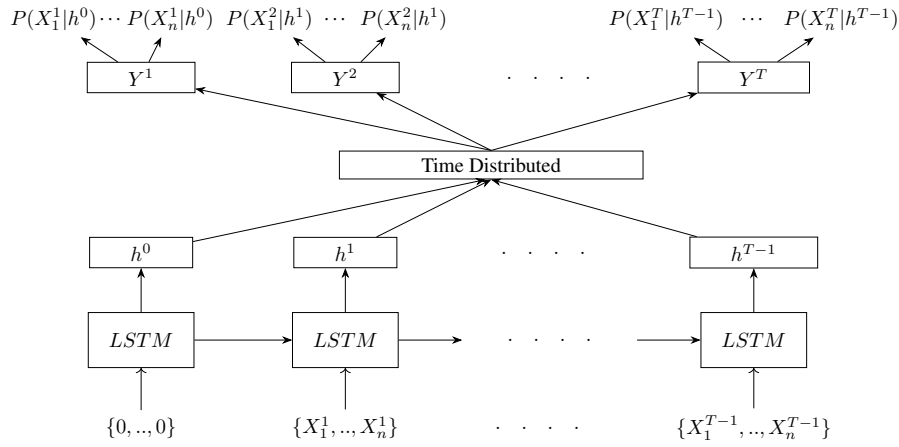 P(X_1^1|h^0) ⋯ P(X_n^1|h^0) P(X_1^2|h^1) ⋯ P(X_n^2|h^1) P(X_1^T|h^{T−1}) ⋯ P(X_n^T|h^{T−1})
Y^1 Y^2 · · · · Y^T
Time Distributed
h^0 h^1 · · · · h^{T−1}
LSTM LSTM · · · · LSTM
{0,..,0} {X_1^1,..,X_n^1} · · · · {X_1^{T−1},..,X_n^{T−1}}